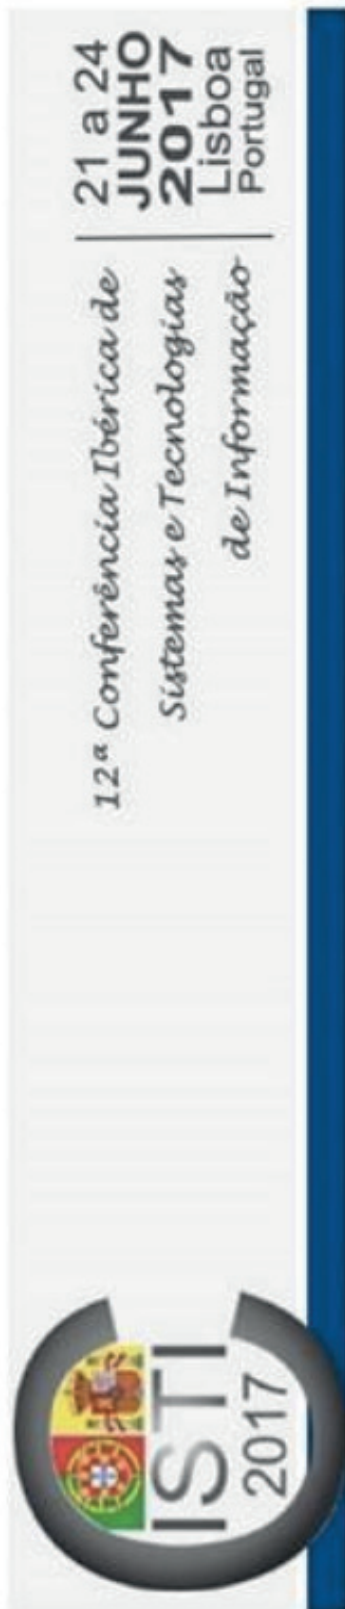 CISTI
2017
12ª Conferência Ibérica de
Sistemas e Tecnologias
de Informação
21 a 24
JUNHO
2017
Lisboa
Portugal